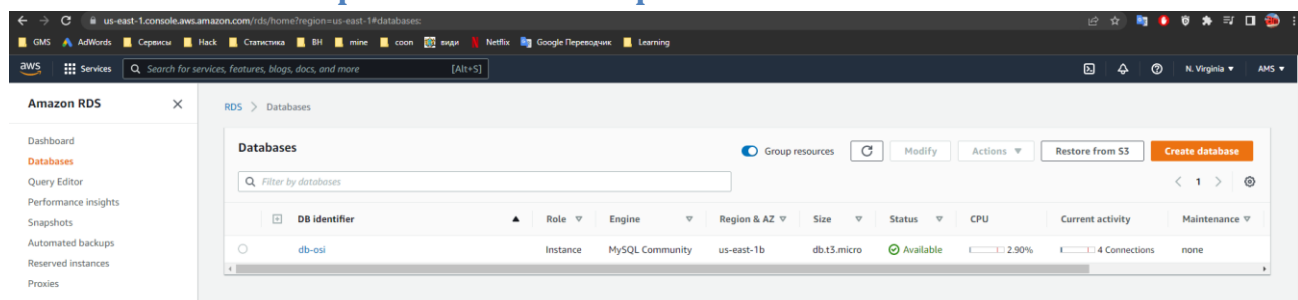 us-east-1.console.aws.amazon.com/rds/home?region=us-east-1#databases:
GMS AdWords Сервисы Hack Статистика BH mine coon види Netflix Google Переводчик Learning
aws Services Search for services, features, blogs, docs, and more [Alt+S] N. Virginia ▼ AMS ▼
Amazon RDS
RDS > Databases
Dashboard
Databases
Query Editor
Performance insights
Snapshots
Automated backups
Reserved instances
Proxies
Databases
Group resources Modify Actions ▼ Restore from S3 Create database
Filter by databases
< 1 >
DB identifier ▲ Role Engine Region & AZ Size Status CPU Current activity Maintenance
db-osi Instance MySQL Community us-east-1b db.t3.micro Available 2.90% 4 Connections none